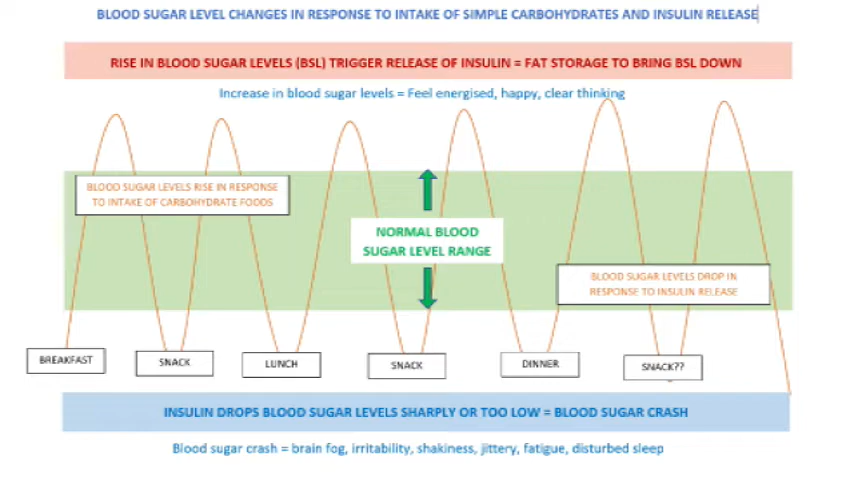 BLOOD SUGAR LEVEL CHANGES IN RESPONSE TO INTAKE OF SIMPLE CARBOHYDRATES AND INSULIN RELEASE
RISE IN BLOOD SUGAR LEVELS (BSL) TRIGGER RELEASE OF INSULIN = FAT STORAGE TO BRING BSL DOWN
Increase in blood sugar levels = Feel energised, happy, clear thinking
BLOOD SUGAR LEVELS RISE IN RESPONSE
TO INTAKE OF CARBOHYDRATE FOODS
NORMAL BLOOD
SUGAR LEVEL RANGE
BLOOD SUGAR LEVELS DROP IN
RESPONSE TO INSULIN RELEASE
BREAKFAST
SNACK
LUNCH
SNACK
DINNER
SNACK??
INSULIN DROPS BLOOD SUGAR LEVELS SHARPLY OR TOO LOW = BLOOD SUGAR CRASH
Blood sugar crash = brain fog, irritability, shakiness, jittery, fatigue, disturbed sleep